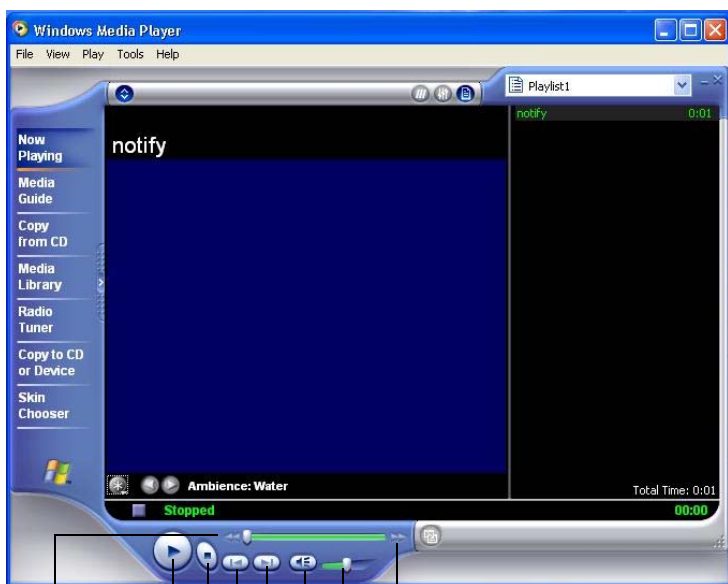 Windows Media Player
File View Play Tools Help
Playlist1
notify 0:01
notify
Now
Playing
Media
Guide
Copy
from CD
Media
Library
Radio
Tuner
Copy to CD
or Device
Skin
Chooser
Ambience: Water
Total Time: 0:01
Stopped 00:00